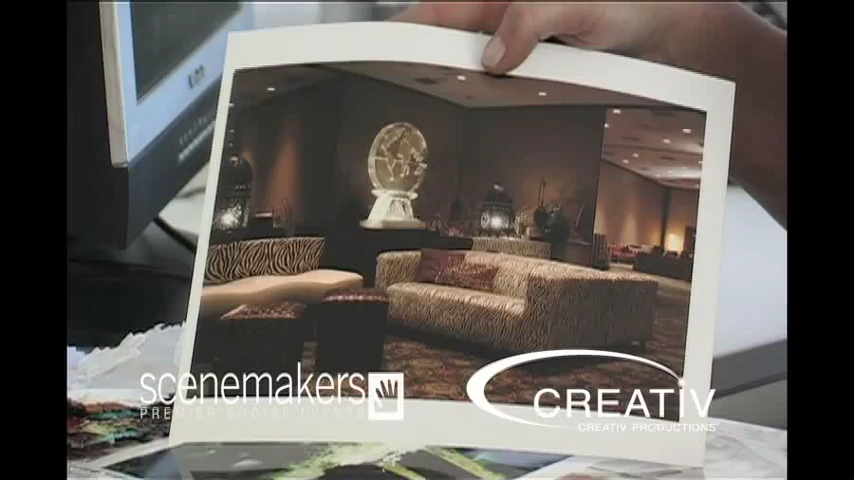 scenemakers
PREMIER SOCIAL EVENTS
CREATIV
CREATIV PRODUCTIONS